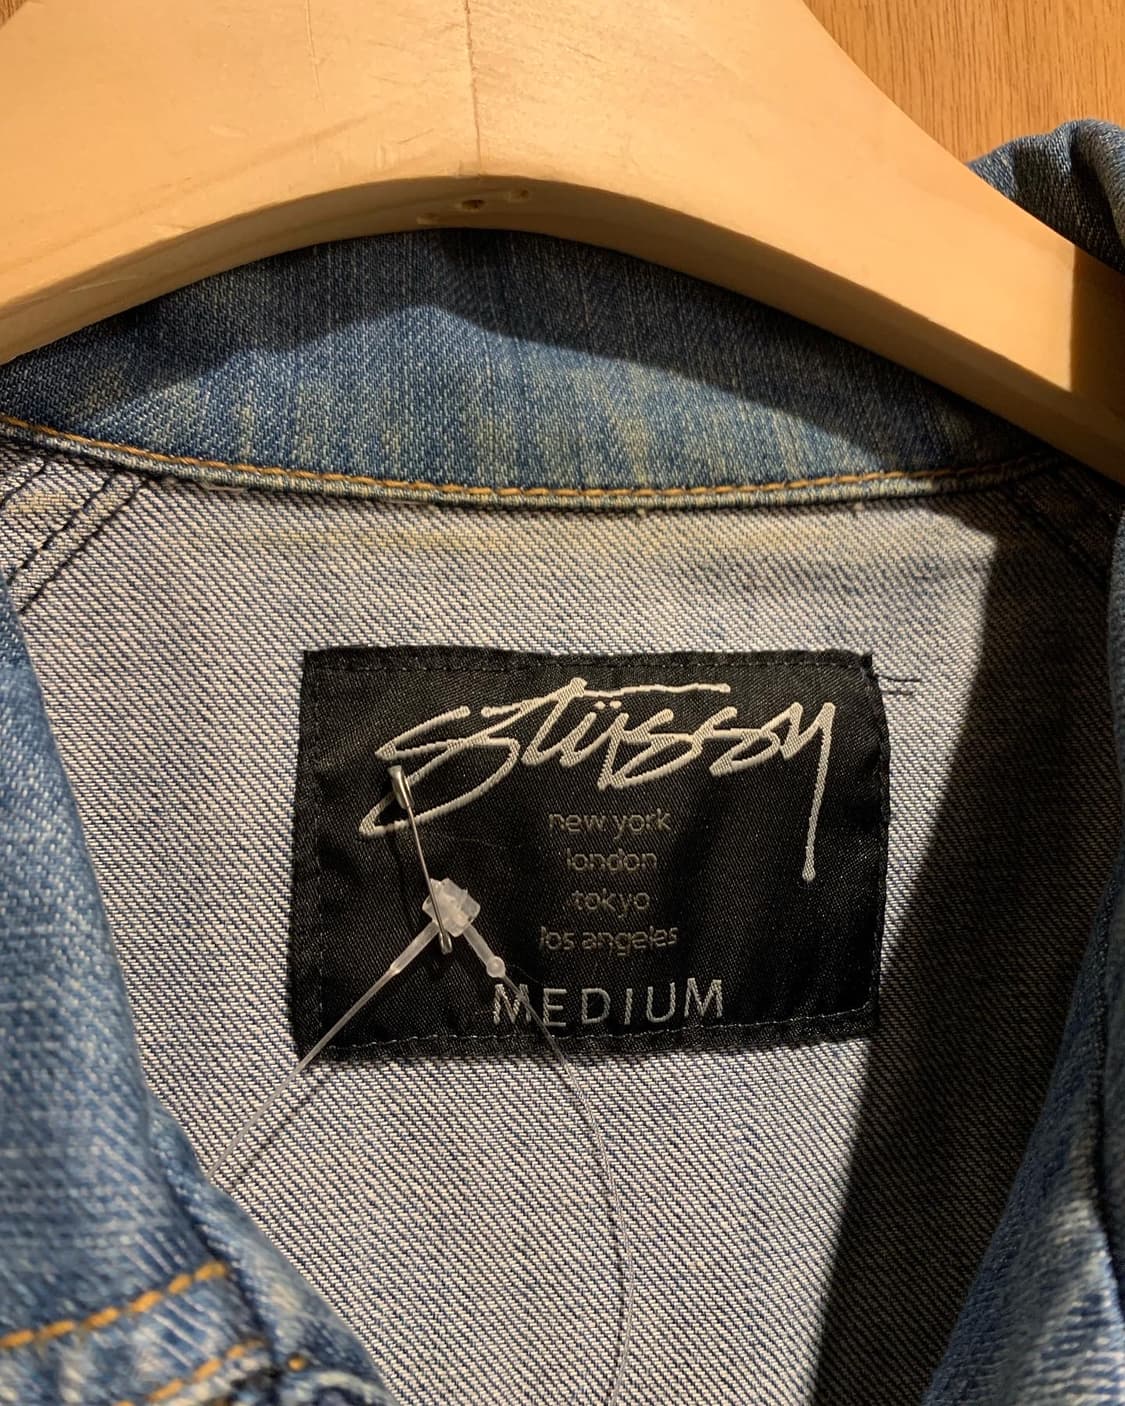 Stüssy
new york
london
tokyo
los angeles
MEDIUM